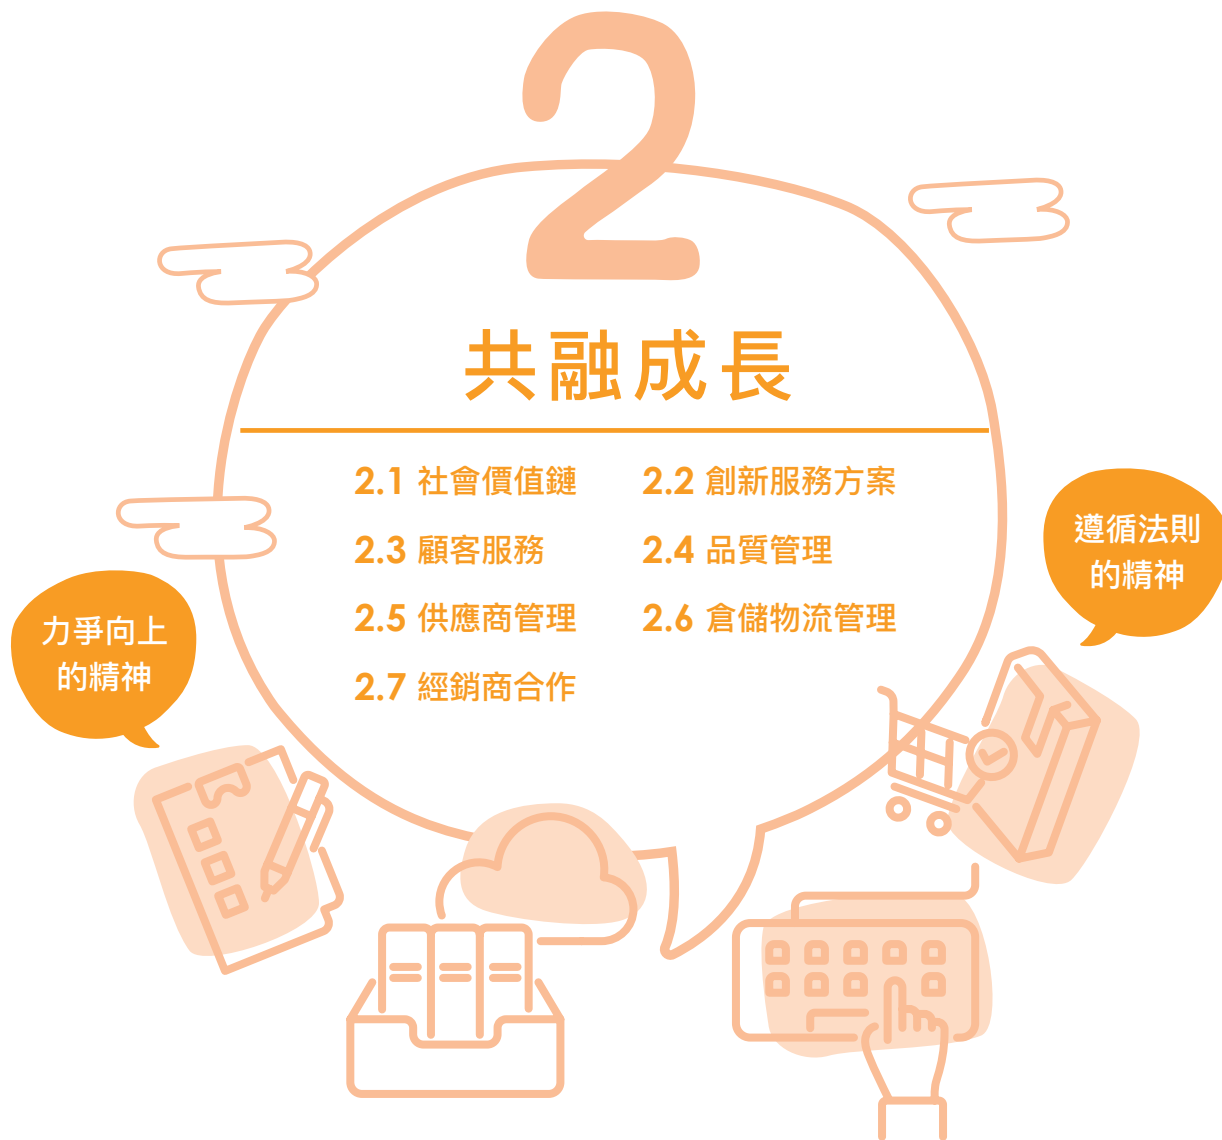 2
共融成長
2.1 社會價值鏈
2.2 創新服務方案
2.3 顧客服務
2.4 品質管理
2.5 供應商管理
2.6 倉儲物流管理
2.7 經銷商合作
遵循法則
的精神
力爭向上
的精神